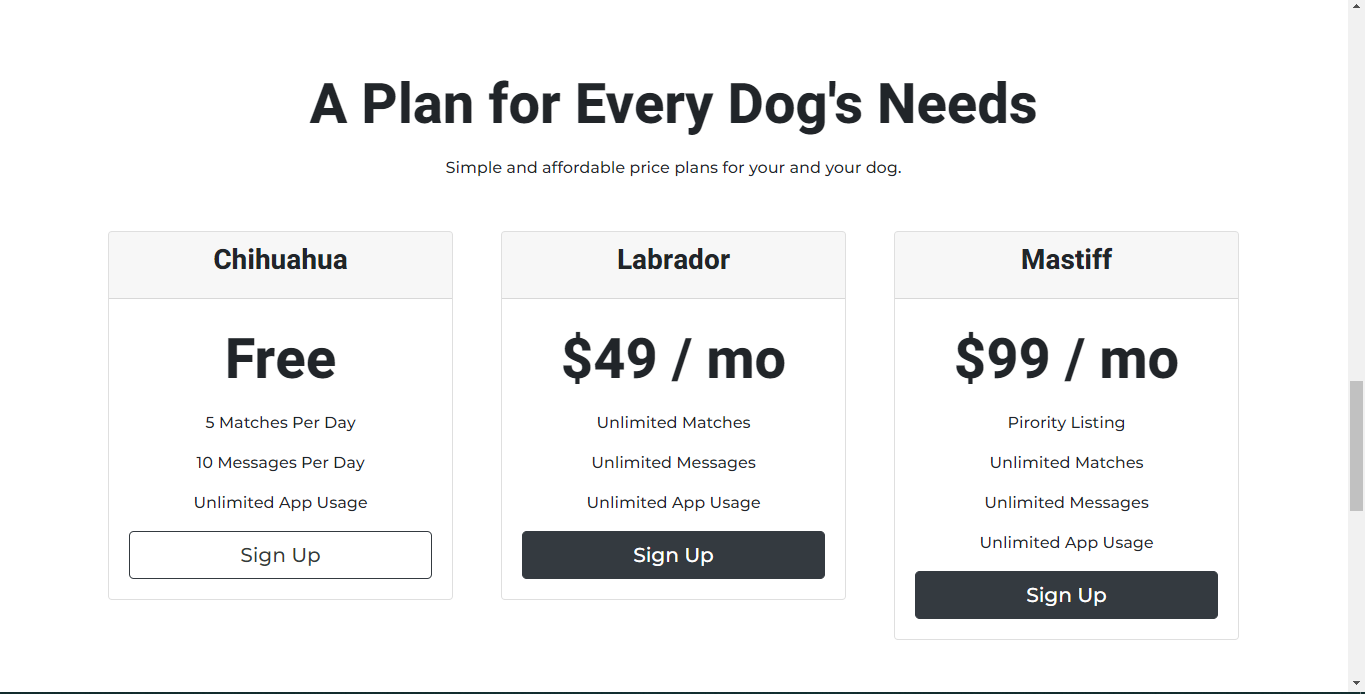 A Plan for Every Dog's Needs
Simple and affordable price plans for your and your dog.
Chihuahua
Free
5 Matches Per Day
10 Messages Per Day
Unlimited App Usage
Sign Up
Labrador
$49 / mo
Unlimited Matches
Unlimited Messages
Unlimited App Usage
Sign Up
Mastiff
$99 / mo
Pirority Listing
Unlimited Matches
Unlimited Messages
Unlimited App Usage
Sign Up